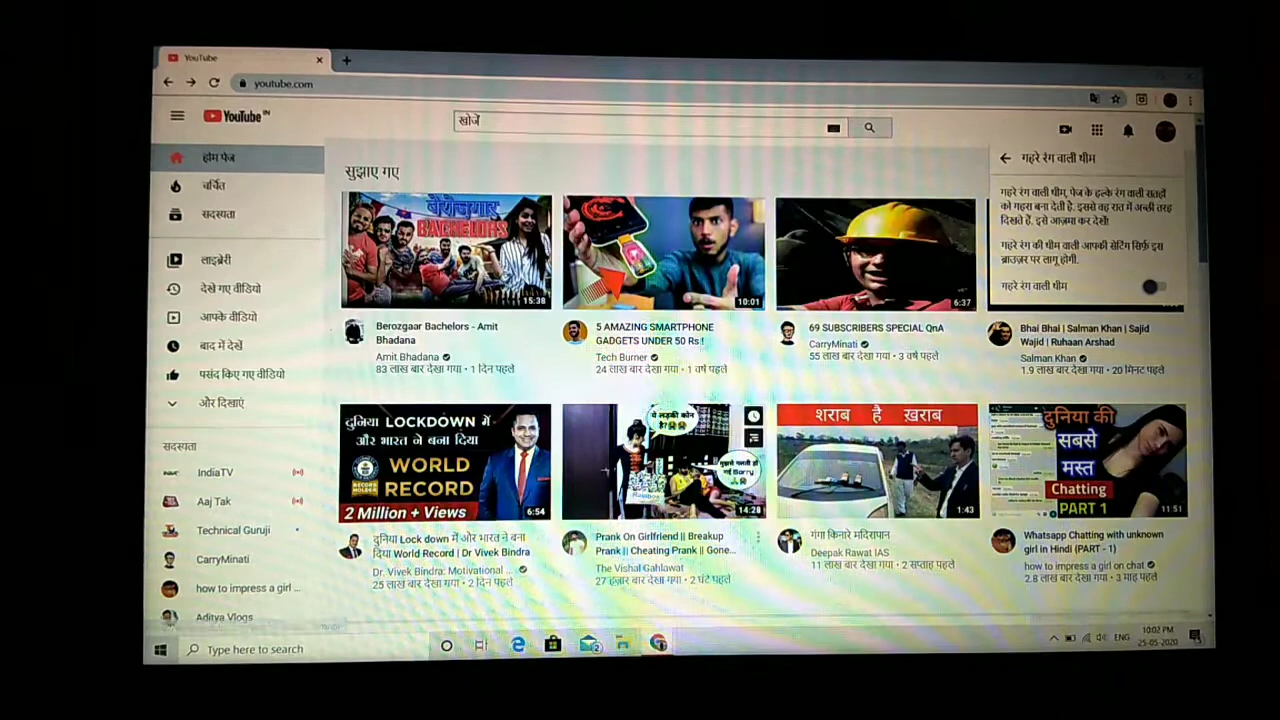 YouTube
youtube.com
YouTube IN
खोजें
होम पेज
चर्चित
सदस्यता
लाइब्रेरी
देखे गए वीडियो
आपके वीडियो
बाद में देखें
पसंद किए गए वीडियो
और दिखाएं
सदस्यता
IndiaTV
Aaj Tak
Technical Guruji
CarryMinati
how to impress a girl ...
Aditya Vlogs
सुझाए गए
गहरे रंग वाली थीम
गहरे रंग वाली थीम, पेज के हल्के रंग वाली सतहों
को गहरा बना देती है. इससे वह रात में अच्छी तरह
दिखते हैं. इसे आज़मा कर देखें!
गहरे रंग की थीम वाली आपकी सेटिंग सिर्फ़ इस
ब्राउज़र पर लागू होगी.
गहरे रंग वाली थीम
बेरोजगार
BACHELORS
15:38
10:01
6:37
Berozgaar Bachelors - Amit
Bhadana
Amit Bhadana
83 लाख बार देखा गया • 1 दिन पहले
5 AMAZING SMARTPHONE
GADGETS UNDER 50 Rs !
Tech Burner
24 लाख बार देखा गया • 1 वर्ष पहले
69 SUBSCRIBERS SPECIAL QnA
CarryMinati
55 लाख बार देखा गया • 3 वर्ष पहले
Bhai Bhai | Salman Khan | Sajid
Wajid | Ruhaan Arshad
Salman Khan
1.9 लाख बार देखा गया • 20 मिनट पहले
दुनिया LOCKDOWN में
और भारत ने बना दिया
WORLD
RECORD
RECORD
HOLDER
2 Million + Views
6:54
ये लड़की कौन
है?
मुझसे गलती हो
गई Sorry
14:28
शराब है ख़राब
1:43
दुनिया की
सबसे
मस्त
Chatting
PART 1
11:51
दुनिया Lock down में और भारत ने बना
दिया World Record | Dr Vivek Bindra
Dr. Vivek Bindra: Motivational ...
25 लाख बार देखा गया • 2 दिन पहले
Prank On Girlfriend || Breakup
Prank || Cheating Prank || Gone...
The Vishal Gahlawat
27 हज़ार बार देखा गया • 2 घंटे पहले
गंगा किनारे मदिरापान
Deepak Rawat IAS
11 लाख बार देखा गया • 2 सप्ताह पहले
Whatsapp Chatting with unknown
girl in Hindi (PART - 1)
how to impress a girl on chat
2.8 लाख बार देखा गया • 3 माह पहले
Type here to search
ENG
10:02 PM
25-05-2020